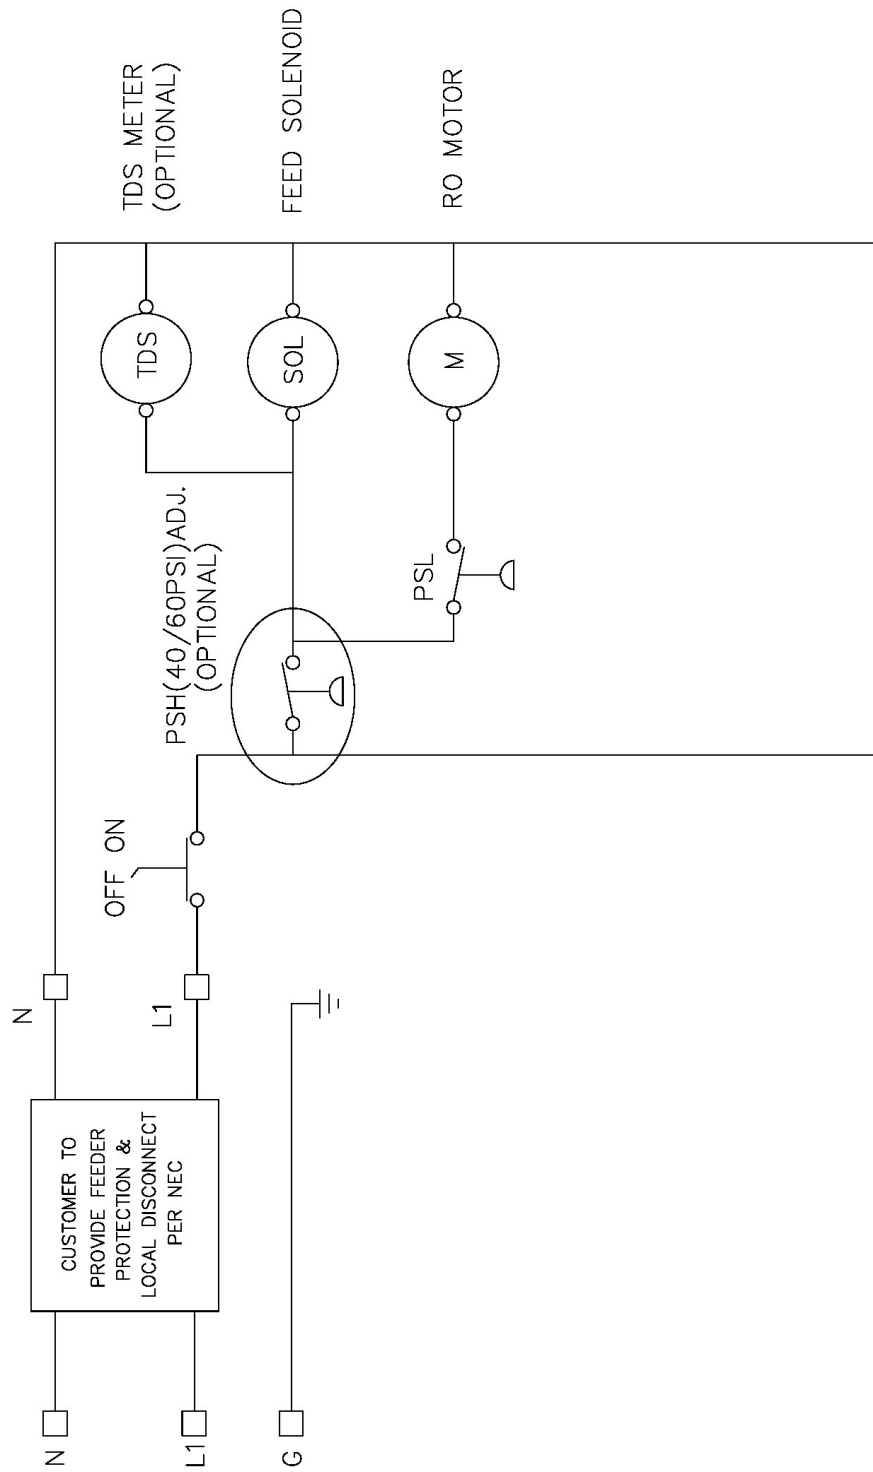 N
L1
G
CUSTOMER TO
PROVIDE FEEDER
PROTECTION &
LOCAL DISCONNECT
PER NEC
N
L1
OFF ON
PSH(40/60PSI)ADJ.
(OPTIONAL)
PSL
TDS
SOL
M
TDS METER
(OPTIONAL)
FEED SOLENOID
RO MOTOR